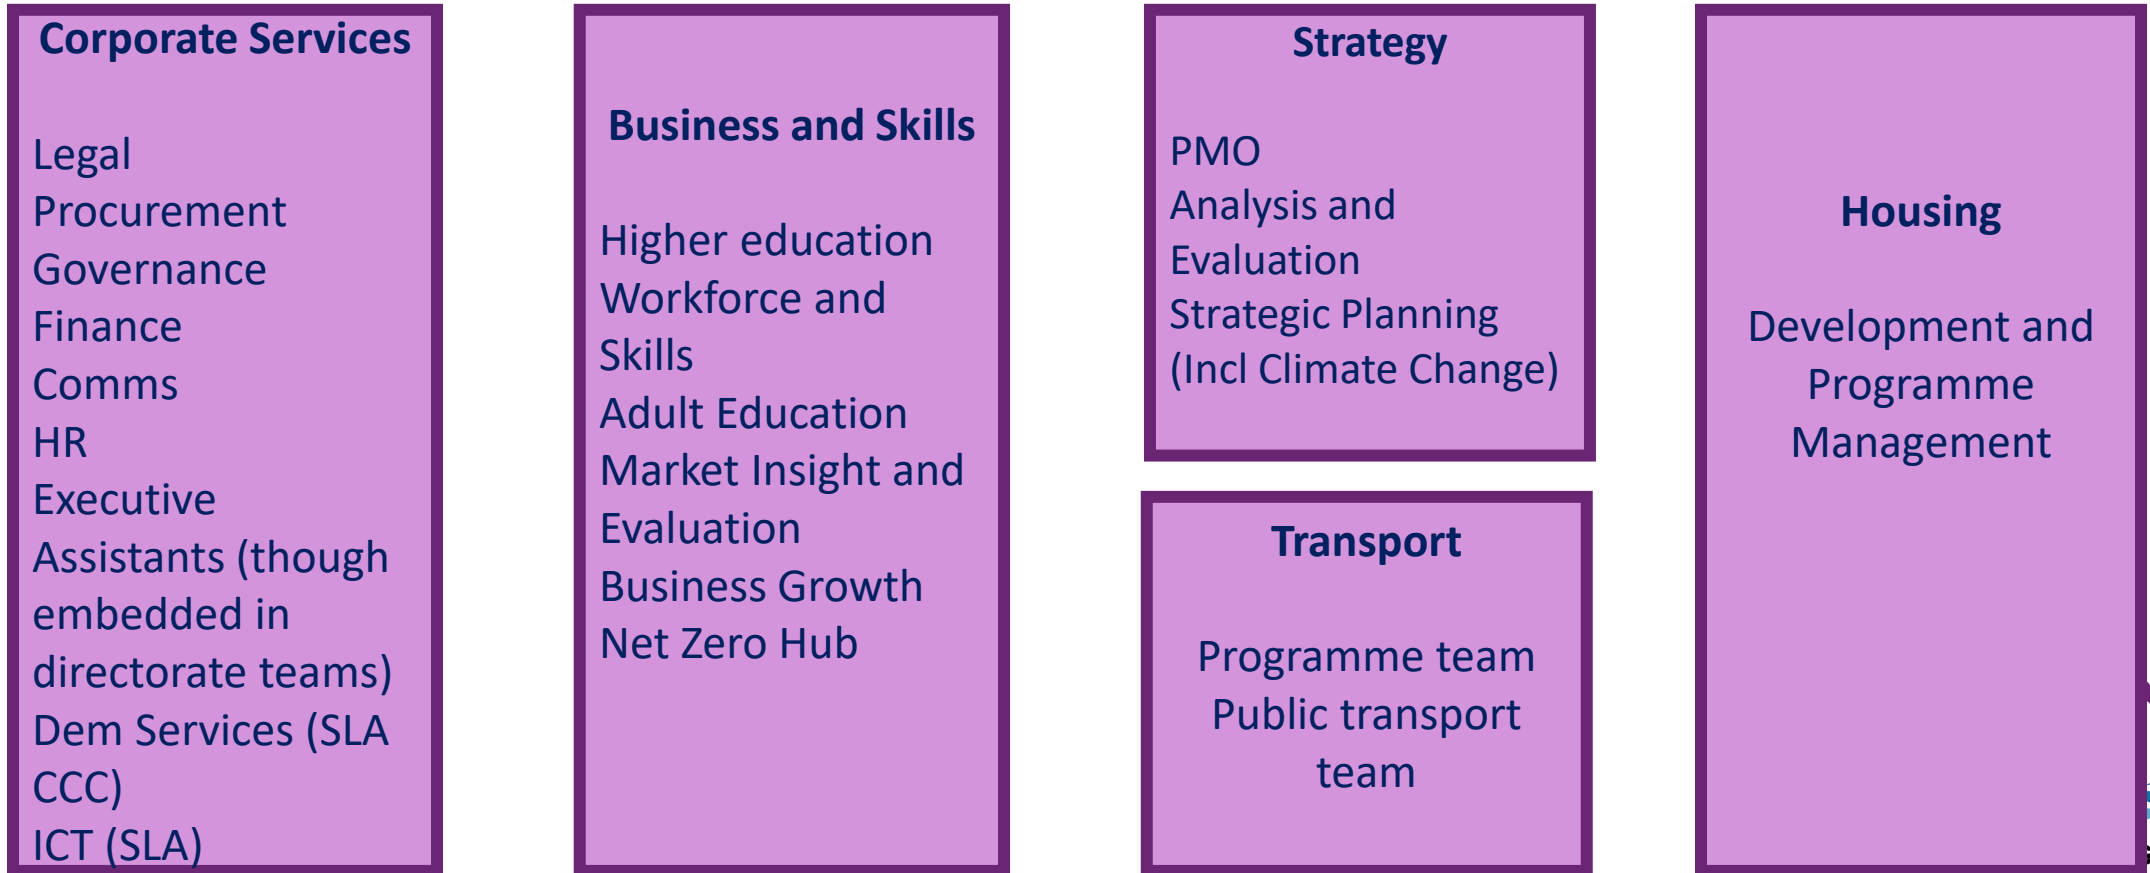 Corporate Services
Legal
Procurement
Governance
Finance
Comms
HR
Executive
Assistants (though
embedded in
directorate teams)
Dem Services (SLA
CCC)
ICT (SLA)
Business and Skills
Higher education
Workforce and
Skills
Adult Education
Market Insight and
Evaluation
Business Growth
Net Zero Hub
Strategy
PMO
Analysis and
Evaluation
Strategic Planning
(Incl Climate Change)
Transport
Programme team
Public transport
team
Housing
Development and
Programme
Management